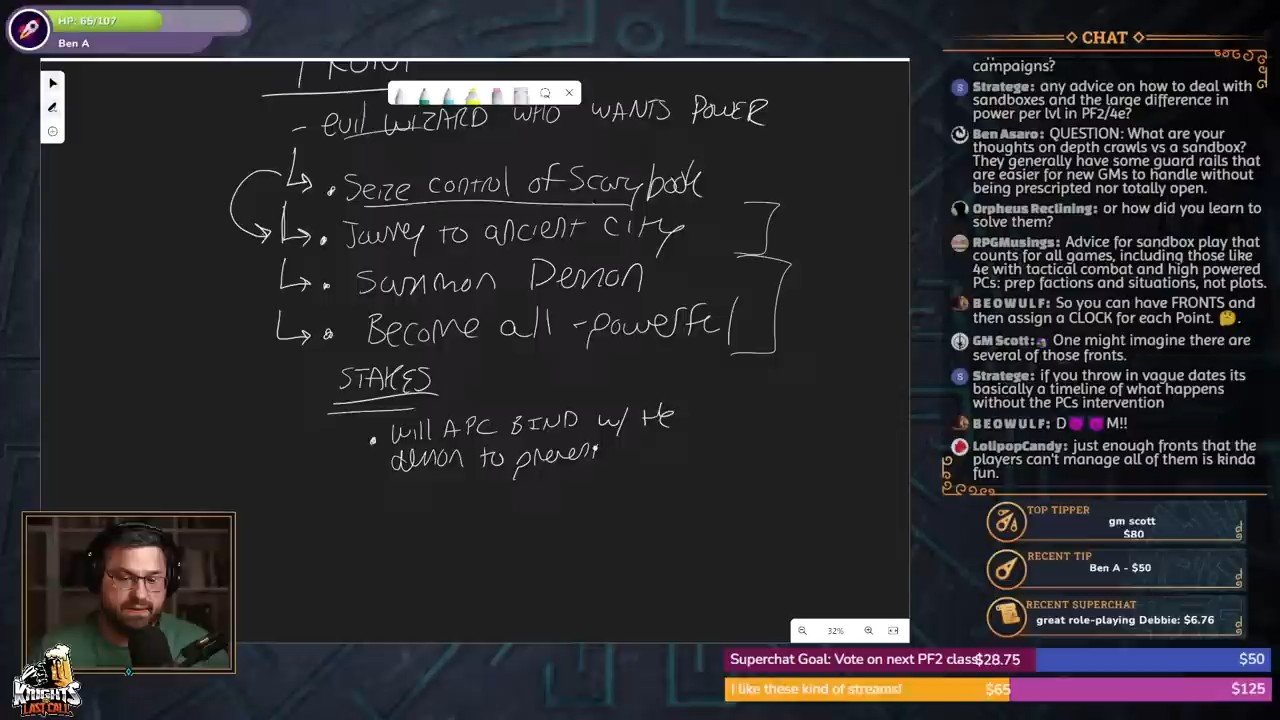 HP: 65/107
Ben A
FRONT
- EVIL WIZARD WHO WANTS POWER
• Seize control of Scary book
• Journey to ancient City
• Summon Demon
• Become all-powerful
STAKES
• Will A PC BIND w/ the
demon to prevent
CHAT
campaigns?
Stratege: any advice on how to deal with
sandboxes and the large difference in
power per lvl in PF2/4e?
Ben Asaro: QUESTION: What are your
thoughts on depth crawls vs a sandbox?
They generally have some guard rails that
are easier for new GMs to handle without
being prescripted nor totally open.
Orpheus Reclining: or how did you learn to
solve them?
RPGMusings: Advice for sandbox play that
counts for all games, including those like
4e with tactical combat and high powered
PCs: prep factions and situations, not plots.
BEOWULF: So you can have FRONTS and
then assign a CLOCK for each Point. 🤔.
GM Scott: One might imagine there are
several of those fronts.
Stratege: if you throw in vague dates its
basically a timeline of what happens
without the PCs intervention
BEOWULF: D😈😈M!!
LolipopCandy: just enough fronts that the
players can't manage all of them is kinda
fun.
TOP TIPPER
gm scott
$80
RECENT TIP
Ben A - $50
RECENT SUPERCHAT
great role-playing Debbie: $6.76
32%
Superchat Goal: Vote on next PF2 class $28.75 $50
I like these kind of streams! $65 $125
KNIGHTS
OF LAST CALL